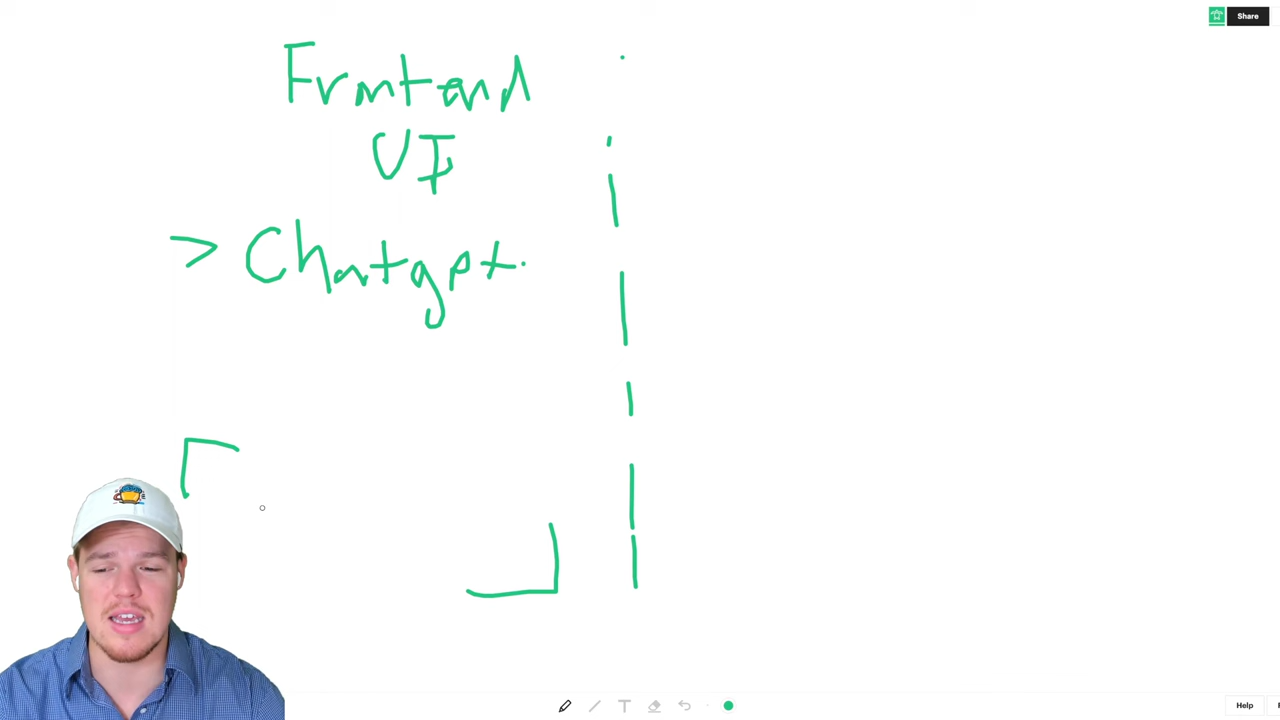 Share
Frontend
UI
> Chatgpt.
Help